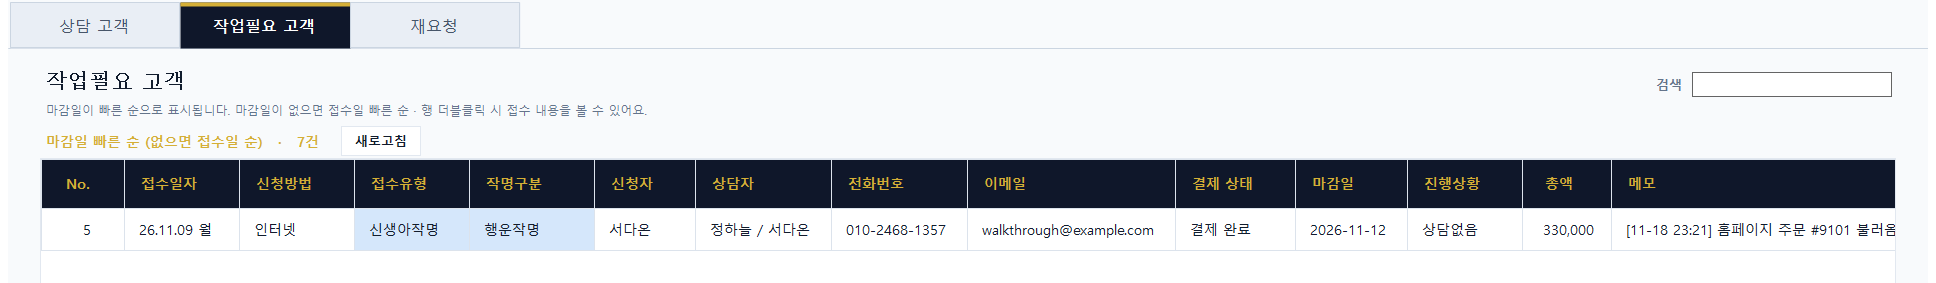 상담 고객 작업필요 고객 재요청
작업필요 고객
검색
마감일이 빠른 순으로 표시됩니다. 마감일이 없으면 접수일 빠른 순 · 행 더블클릭 시 접수 내용을 볼 수 있어요.
마감일 빠른 순 (없으면 접수일 순) · 7건 새로고침
No. 접수일자 신청방법 접수유형 작명구분 신청자 상담자 전화번호 이메일 결제 상태 마감일 진행상황 총액 메모
5 26.11.09 월 인터넷 신생아작명 행운작명 서다온 정하늘 / 서다온 010-2468-1357 walkthrough@example.com 결제 완료 2026-11-12 상담없음 330,000 [11-18 23:21] 홈페이지 주문 #9101 불러옴